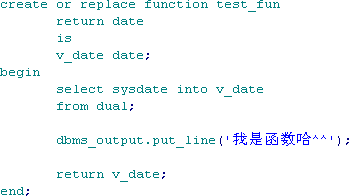 create or replace function test_fun
return date
is
v_date date;
begin
select sysdate into v_date
from dual;
dbms_output.put_line('我是函数哈^^');
return v_date;
end;